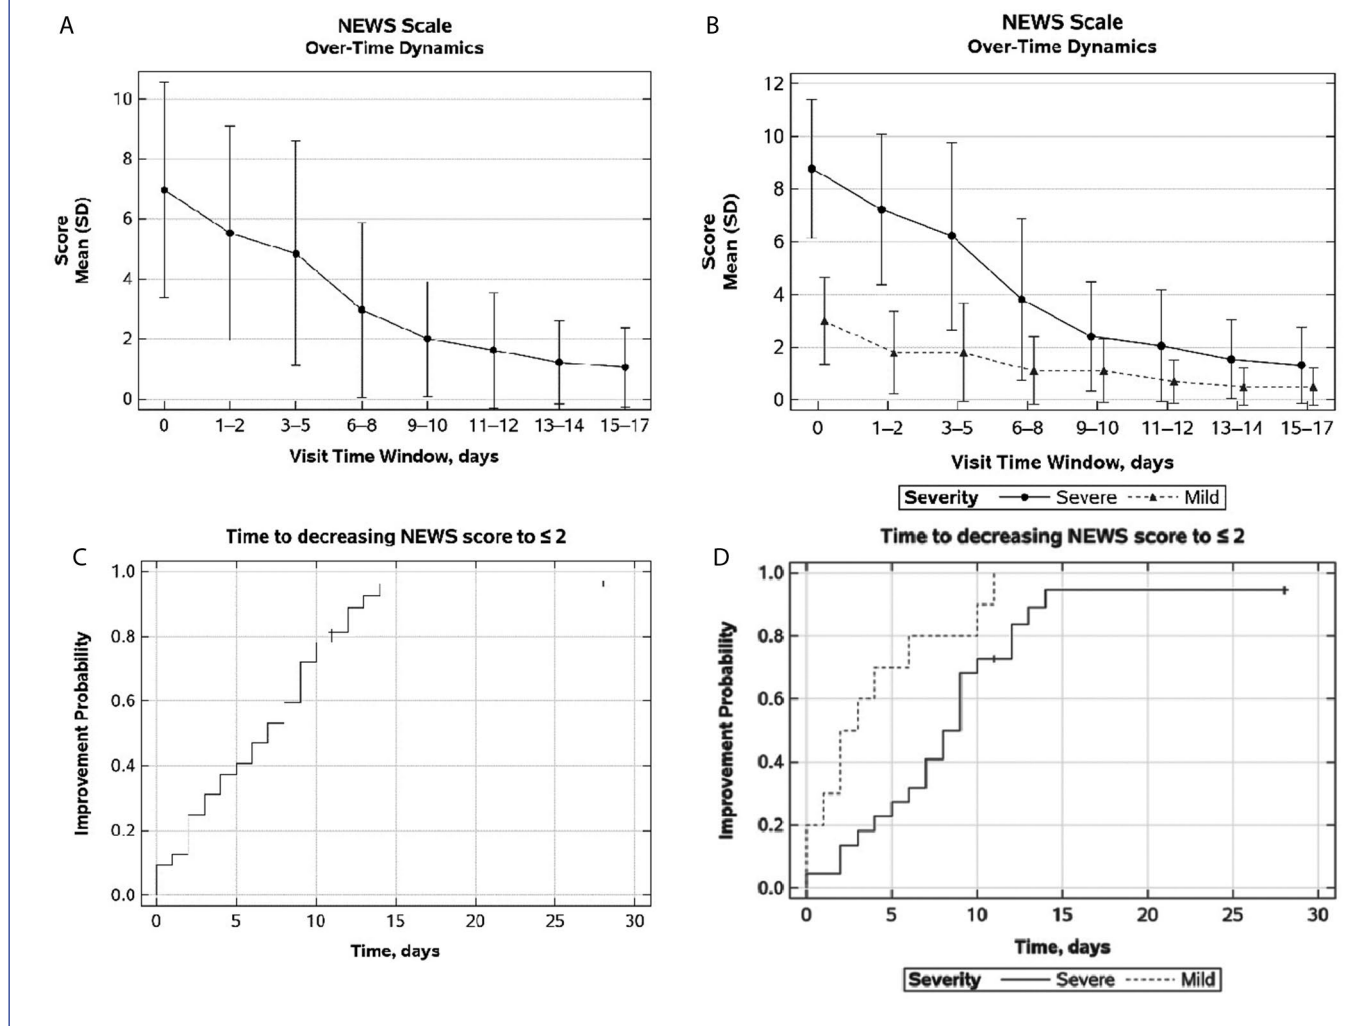 A
NEWS Scale
Over-Time Dynamics
Score
Mean (SD)
10
8
6
4
2
0
0 1–2 3–5 6–8 9–10 11–12 13–14 15–17
Visit Time Window, days
B
NEWS Scale
Over-Time Dynamics
Score
Mean (SD)
12
10
8
6
4
2
0
0 1–2 3–5 6–8 9–10 11–12 13–14 15–17
Visit Time Window, days
Severity Severe Mild
C
Time to decreasing NEWS score to ≤ 2
Improvement Probability
1.0
0.8
0.6
0.4
0.2
0.0
0 5 10 15 20 25 30
Time, days
D
Time to decreasing NEWS score to ≤ 2
Improvement Probability
1.0
0.8
0.6
0.4
0.2
0.0
0 5 10 15 20 25 30
Time, days
Severity Severe Mild